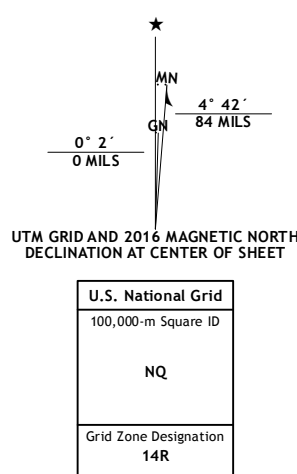 ★
MN
4° 42´
84 MILS
GN
0° 2´
0 MILS
UTM GRID AND 2016 MAGNETIC NORTH
DECLINATION AT CENTER OF SHEET
U.S. National Grid
100,000-m Square ID
NQ
Grid Zone Designation
14R